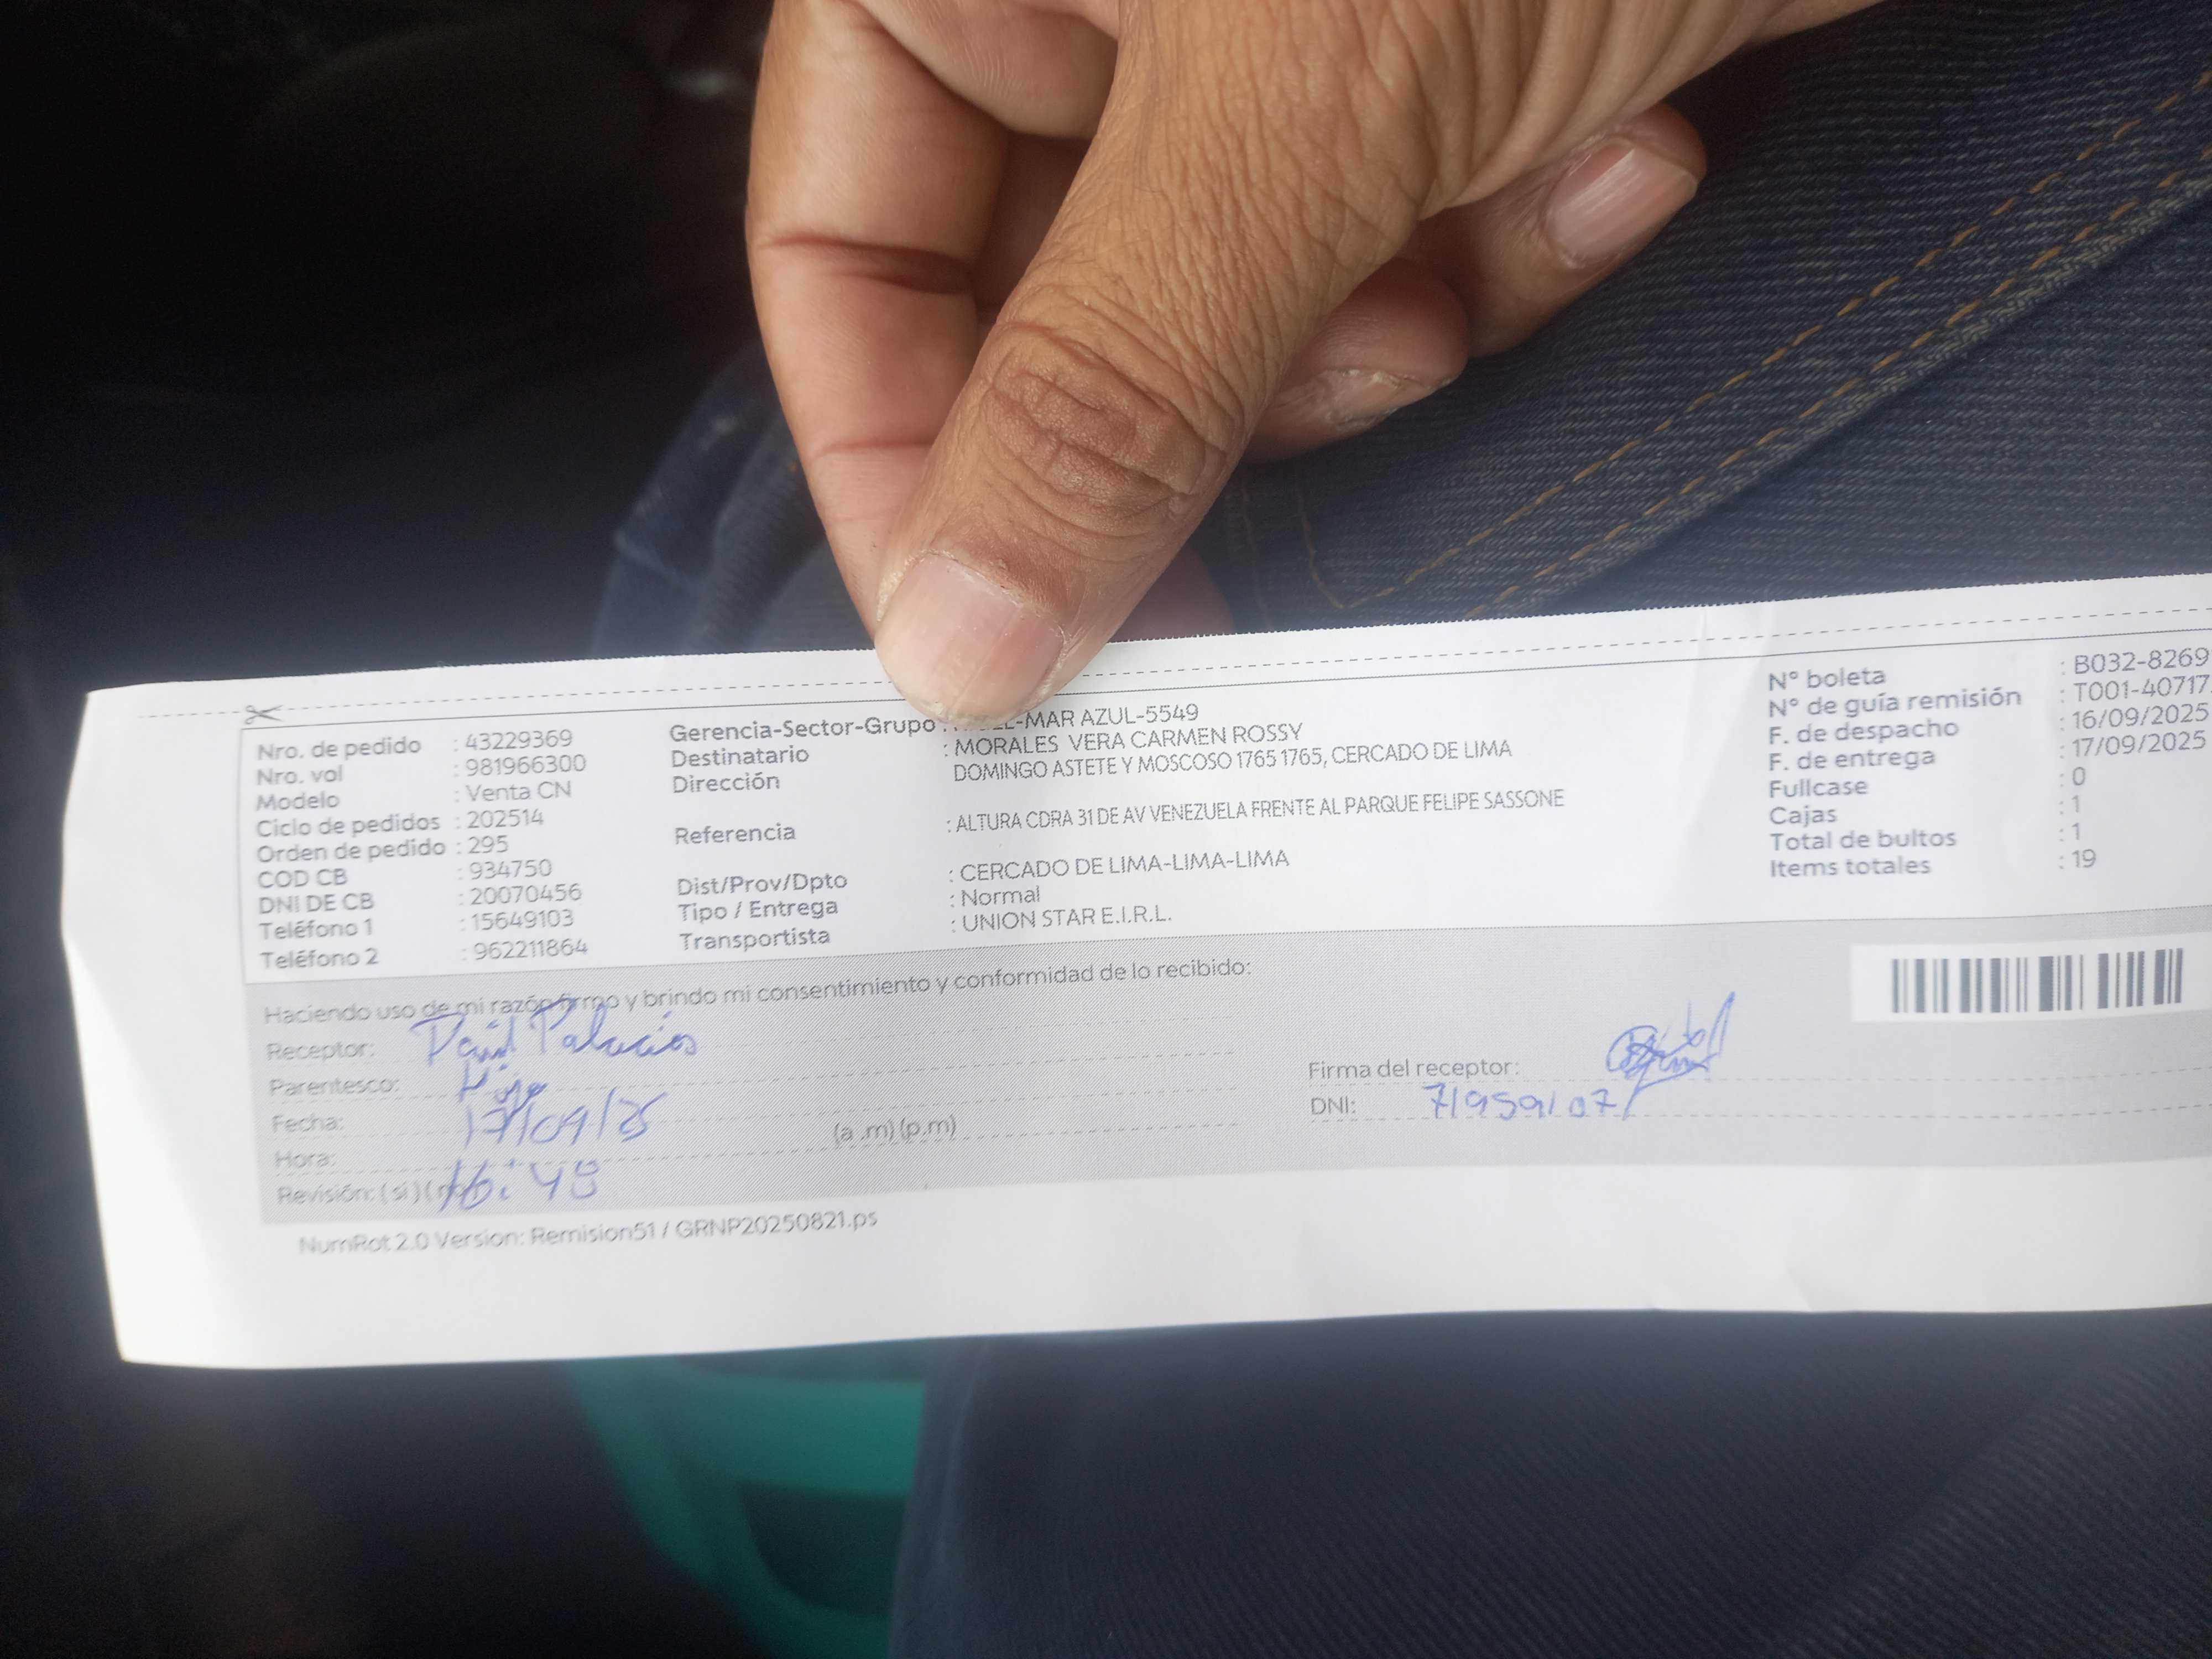 Nro. de pedido : 43229369
Nro. vol : 981966300
Modelo : Venta CN
Ciclo de pedidos : 202514
Orden de pedido : 295
COD CB : 934750
DNI DE CB : 20070456
Teléfono 1 : 15649103
Teléfono 2 : 962211864
Gerencia-Sector-Grupo : L-MAR AZUL-5549
Destinatario : MORALES VERA CARMEN ROSSY
Dirección DOMINGO ASTETE Y MOSCOSO 1765 1765, CERCADO DE LIMA
Referencia : ALTURA CDRA 31 DE AV VENEZUELA FRENTE AL PARQUE FELIPE SASSONE
Dist/Prov/Dpto : CERCADO DE LIMA-LIMA-LIMA
Tipo / Entrega : Normal
Transportista : UNION STAR E.I.R.L.
N° boleta : B032-8269
N° de guía remisión : T001-40717
F. de despacho : 16/09/2025
F. de entrega : 17/09/2025
Fullcase : 0
Cajas : 1
Total de bultos : 1
Items totales : 19
Haciendo uso de mi razón firmo y brindo mi consentimiento y conformidad de lo recibido:
Receptor: Palacios
Parentesco:
Fecha: 17/09/25
Hora: (a .m) (p.m)
Revisión: (si) (no) 16:48
Firma del receptor:
DNI: 71959107
NumRot 2.0 Version: Remision51 / GRNP20250821.ps